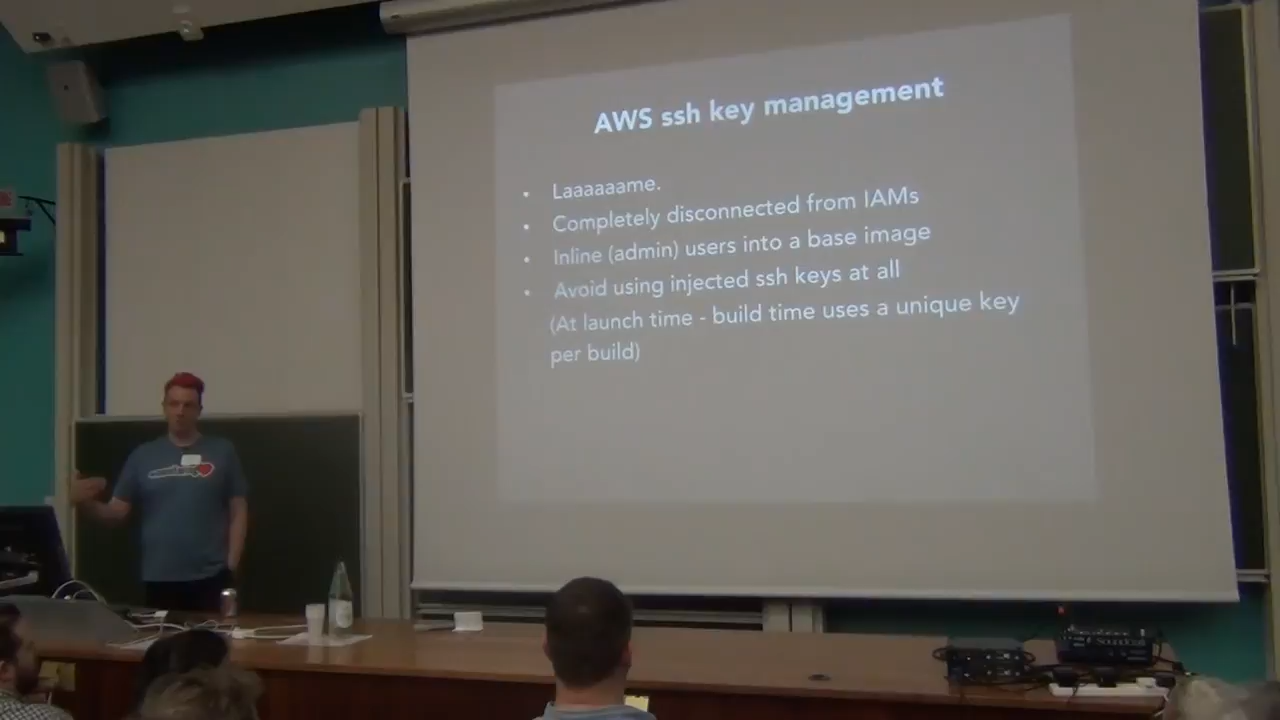 AWS ssh key management
• Laaaaaame.
• Completely disconnected from IAMs
• Inline (admin) users into a base image
• Avoid using injected ssh keys at all
(At launch time - build time uses a unique key
per build)
Soundcraft